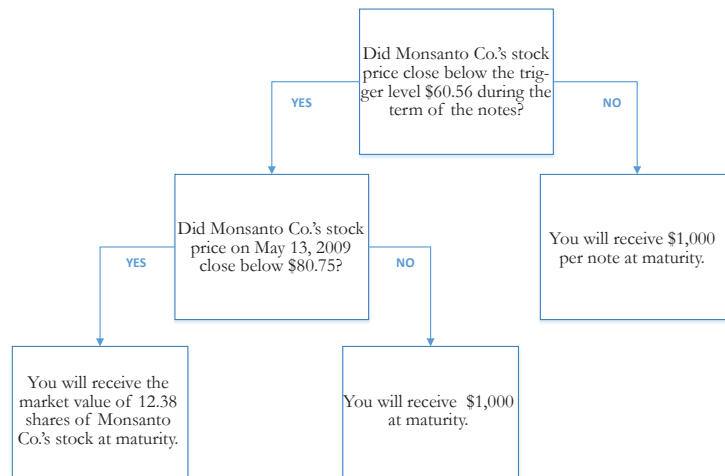 Did Monsanto Co.'s stock
price close below the trig-
ger level $60.56 during the
term of the notes?
YES
NO
Did Monsanto Co.'s stock
price on May 13, 2009
close below $80.75?
You will receive $1,000
per note at maturity.
YES
NO
You will receive the
market value of 12.38
shares of Monsanto
Co.'s stock at maturity.
You will receive $1,000
at maturity.